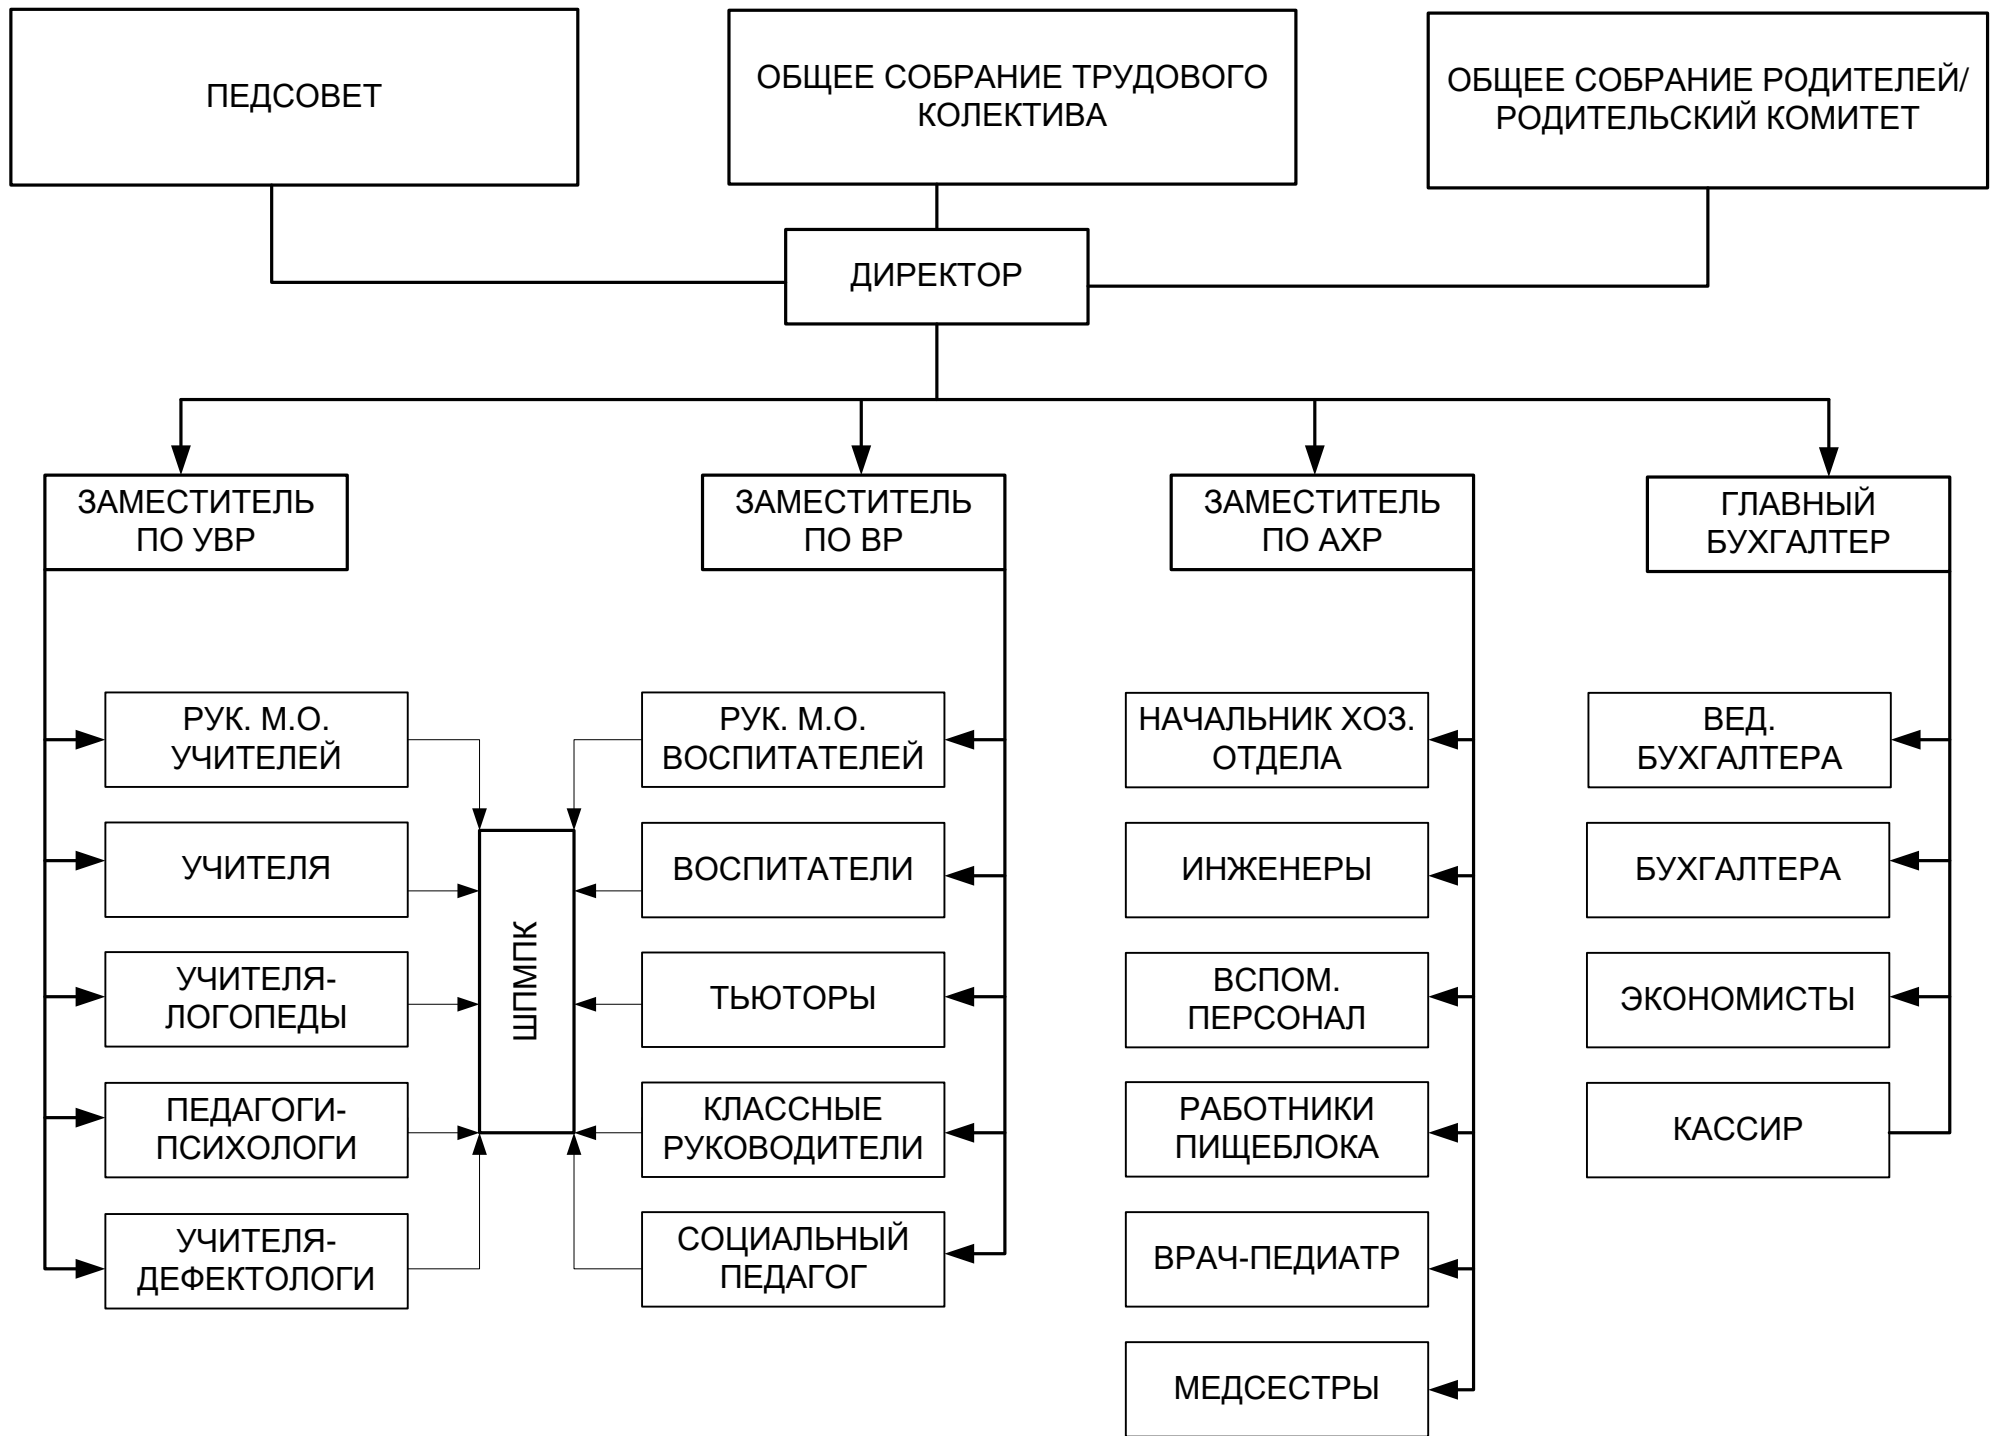 ПЕДСОВЕТ
ОБЩЕЕ СОБРАНИЕ ТРУДОВОГО
КОЛЕКТИВА
ОБЩЕЕ СОБРАНИЕ РОДИТЕЛЕЙ/
РОДИТЕЛЬСКИЙ КОМИТЕТ
ДИРЕКТОР
ЗАМЕСТИТЕЛЬ
ПО УВР
ЗАМЕСТИТЕЛЬ
ПО ВР
ЗАМЕСТИТЕЛЬ
ПО АХР
ГЛАВНЫЙ
БУХГАЛТЕР
РУК. М.О.
УЧИТЕЛЕЙ
УЧИТЕЛЯ
УЧИТЕЛЯ-
ЛОГОПЕДЫ
ПЕДАГОГИ-
ПСИХОЛОГИ
УЧИТЕЛЯ-
ДЕФЕКТОЛОГИ
ШПМПК
РУК. М.О.
ВОСПИТАТЕЛЕЙ
ВОСПИТАТЕЛИ
ТЬЮТОРЫ
КЛАССНЫЕ
РУКОВОДИТЕЛИ
СОЦИАЛЬНЫЙ
ПЕДАГОГ
НАЧАЛЬНИК ХОЗ.
ОТДЕЛА
ИНЖЕНЕРЫ
ВСПОМ.
ПЕРСОНАЛ
РАБОТНИКИ
ПИЩЕБЛОКА
ВРАЧ-ПЕДИАТР
МЕДСЕСТРЫ
ВЕД.
БУХГАЛТЕРА
БУХГАЛТЕРА
ЭКОНОМИСТЫ
КАССИР